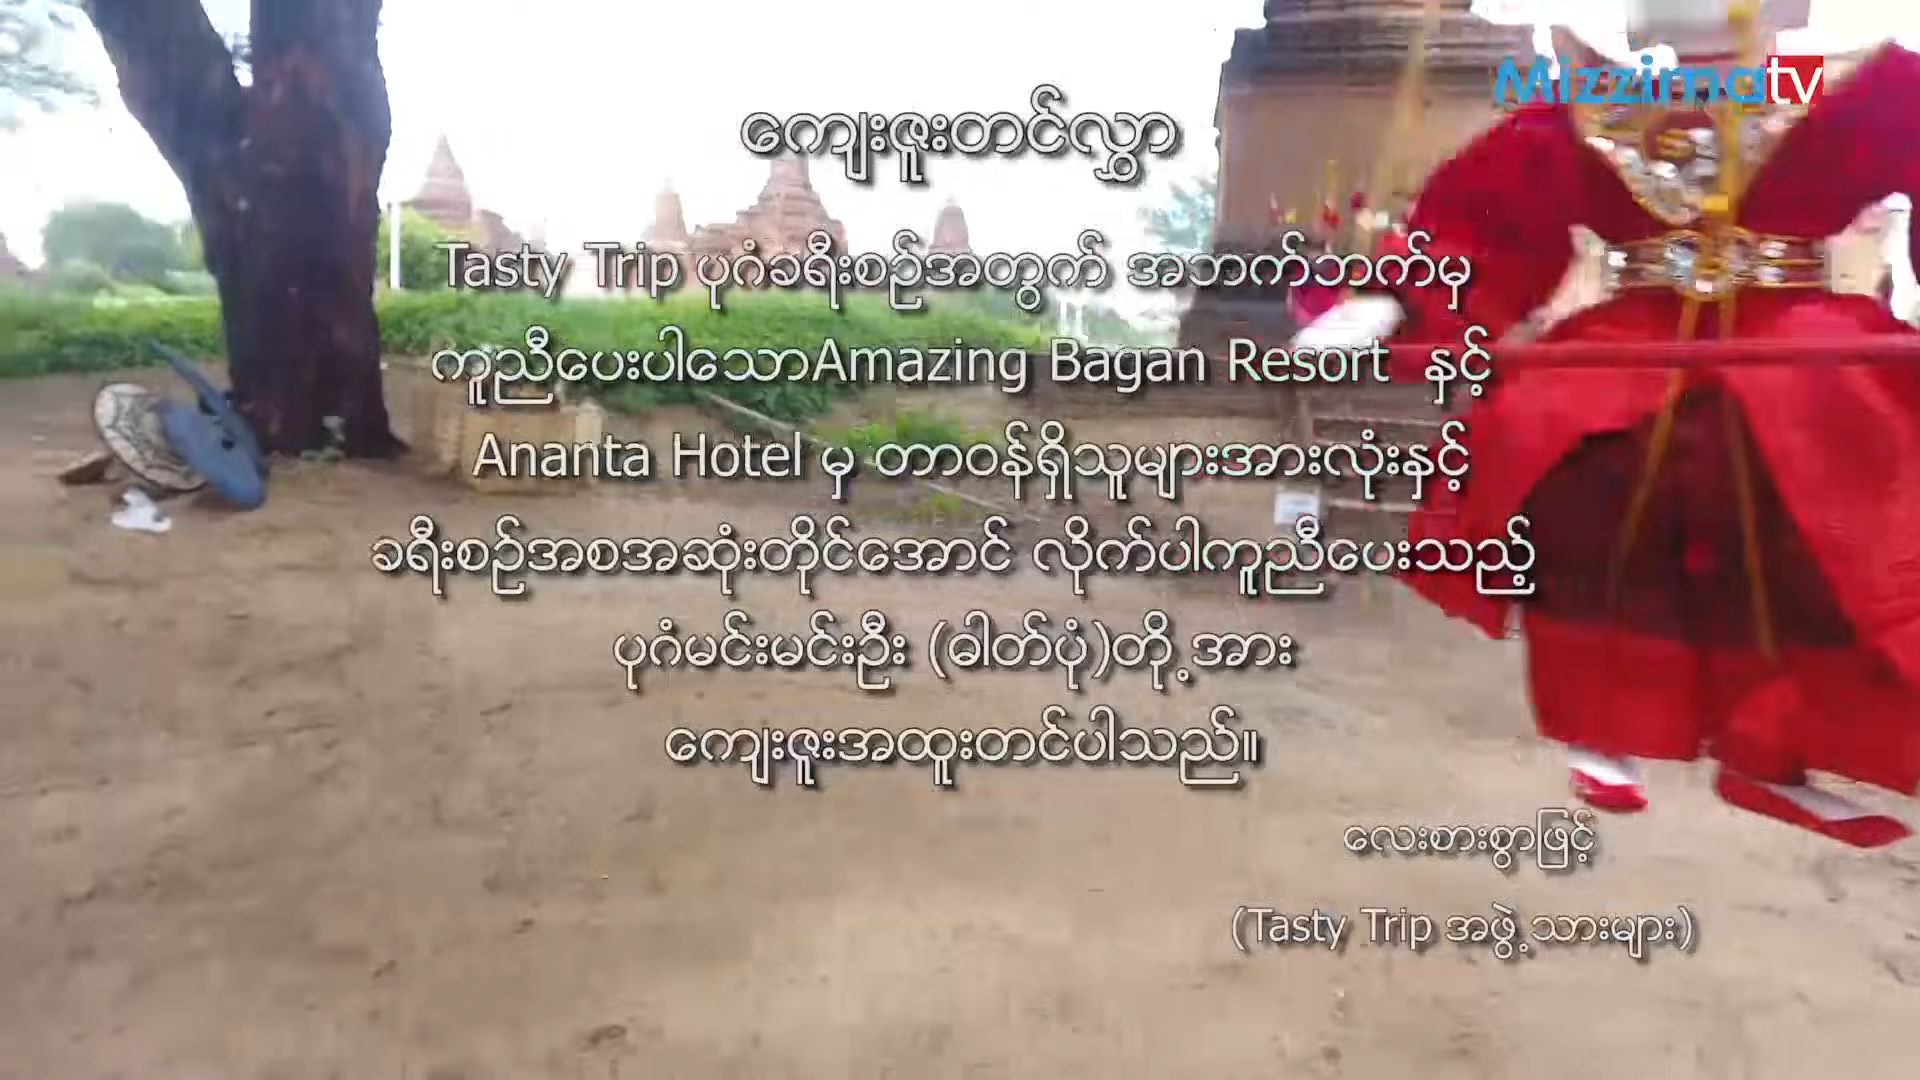 Mizzima tv
ကျေးဇူးတင်လွှာ
Tasty Trip ပုဂံခရီးစဉ်အတွက် အဘက်ဘက်မှ
ကူညီပေးပါသောAmazing Bagan Resort နှင့်
Ananta Hotel မှ တာဝန်ရှိသူများအားလုံးနှင့်
ခရီးစဉ်အစအဆုံးတိုင်အောင် လိုက်ပါကူညီပေးသည့်
ပုဂံမင်းမင်းဦး (ဓါတ်ပုံ)တို့အား
ကျေးဇူးအထူးတင်ပါသည်။
လေးစားစွာဖြင့်
(Tasty Trip အဖွဲ့သားများ)